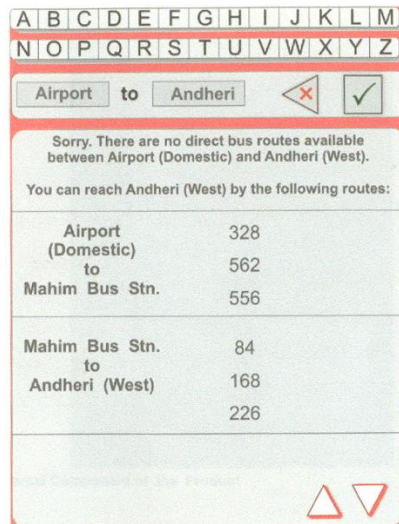 A B C D E F G H I J K L M
N O P Q R S T U V W X Y Z
Airport to Andheri
Sorry. There are no direct bus routes available
between Airport (Domestic) and Andheri (West).
You can reach Andheri (West) by the following routes:
Airport
(Domestic)
to
Mahim Bus Stn.
328
562
556
Mahim Bus Stn.
to
Andheri (West)
84
168
226